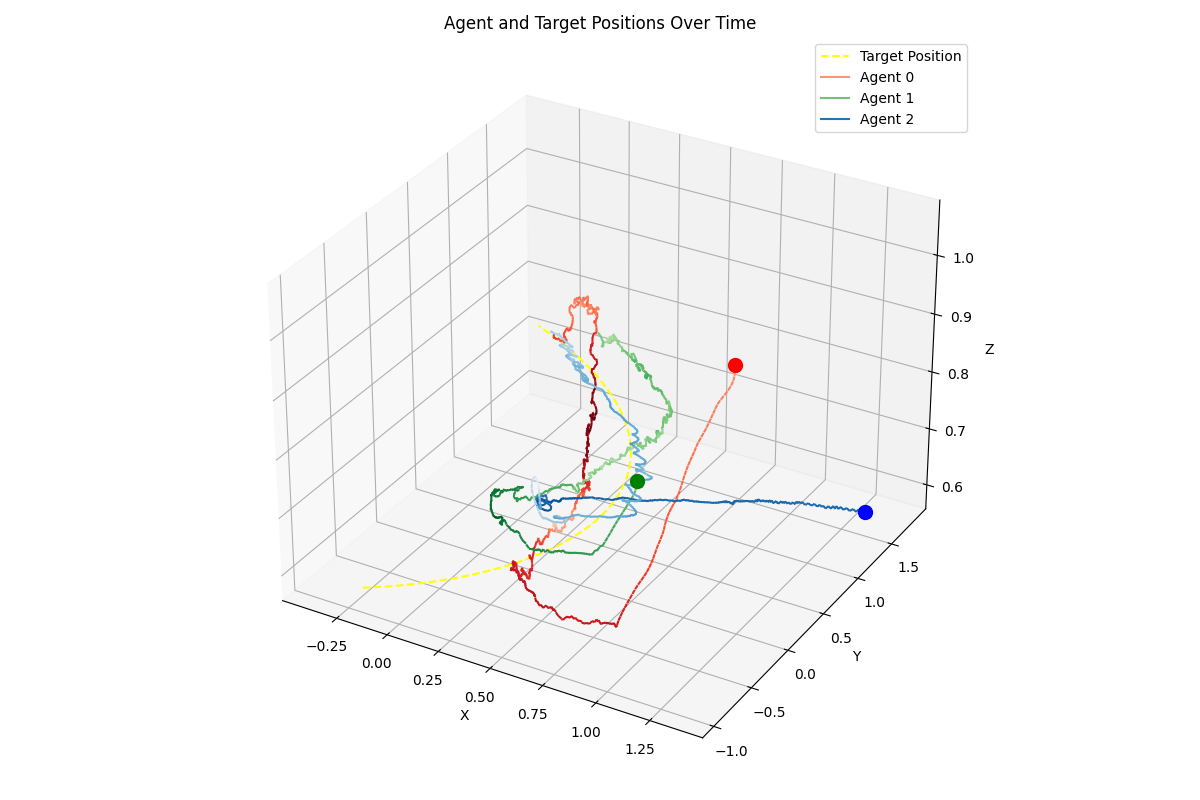 Agent and Target Positions Over Time
Target Position
Agent 0
Agent 1
Agent 2
1.0
0.9
0.8
0.7
0.6
Z
1.5
1.0
0.5
0.0
−0.5
−1.0
Y
−0.25
0.00
0.25
0.50
0.75
1.00
1.25
X